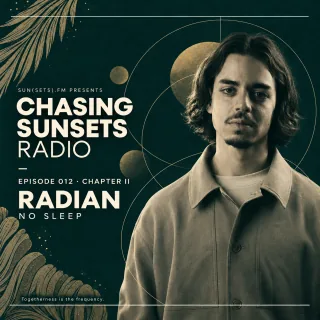 SUN(SETS).FM PRESENTS
CHASING
SUNSETS
RADIO
EPISODE 012 · CHAPTER II
RADIAN
NO SLEEP
Togetherness is the frequency.